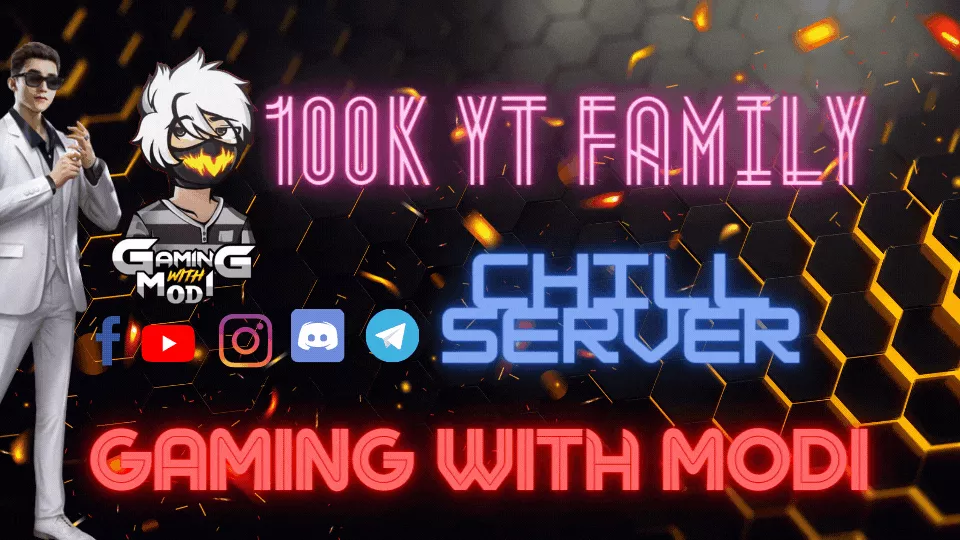 100K YT FAMILY
GAMING
WITH
MODI
CHILL
SERVER
GAMING WITH MODI